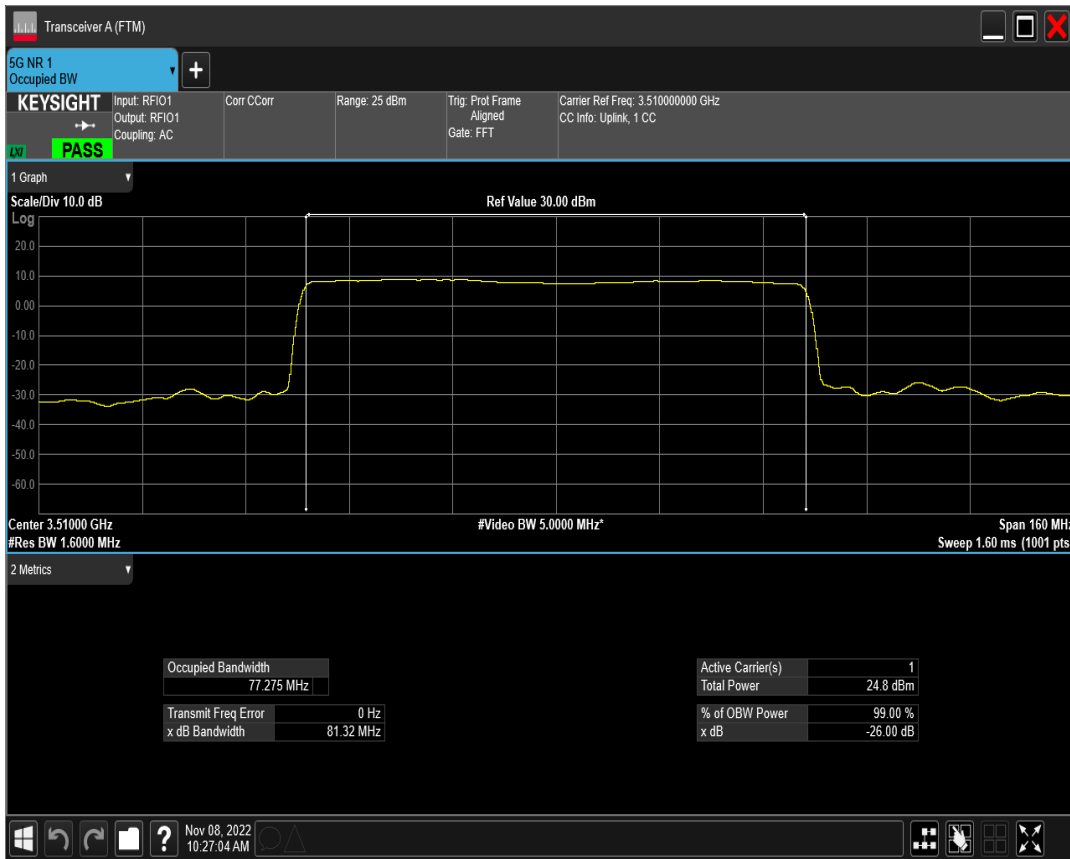 Transceiver A (FTM)
5G NR 1
Occupied BW
+
KEYSIGHT
LXI
PASS
Input: RFIO1
Output: RFIO1
Coupling: AC
Corr CCorr
Range: 25 dBm
Trig: Prot Frame
Aligned
Gate: FFT
Carrier Ref Freq: 3.510000000 GHz
CC Info: Uplink, 1 CC
1 Graph
Scale/Div 10.0 dB
Ref Value 30.00 dBm
Log
20.0
10.0
0.00
-10.0
-20.0
-30.0
-40.0
-50.0
-60.0
Center 3.51000 GHz
#Video BW 5.0000 MHz*
Span 160 MHz
#Res BW 1.6000 MHz
Sweep 1.60 ms (1001 pts
2 Metrics
Occupied Bandwidth
77.275 MHz
Transmit Freq Error 0 Hz
x dB Bandwidth 81.32 MHz
Active Carrier(s) 1
Total Power 24.8 dBm
% of OBW Power 99.00 %
x dB -26.00 dB
?
Nov 08, 2022
10:27:04 AM